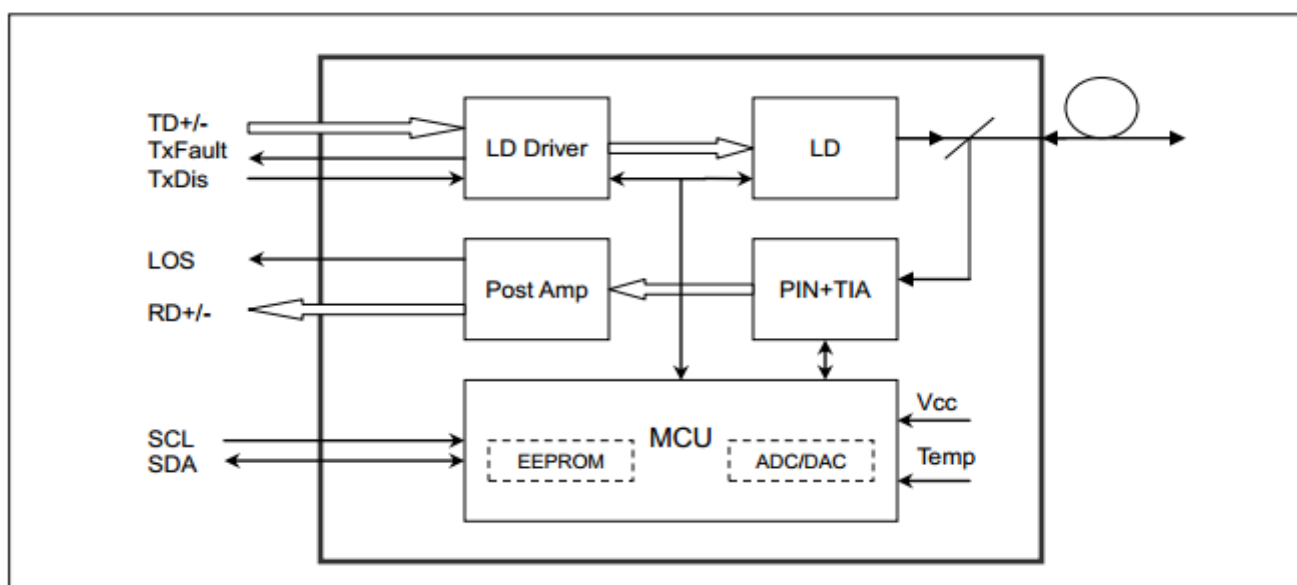 TD+/-
TxFault
TxDis
LD Driver
LD
LOS
RD+/-
Post Amp
PIN+TIA
SCL
SDA
MCU
EEPROM
ADC/DAC
Vcc
Temp